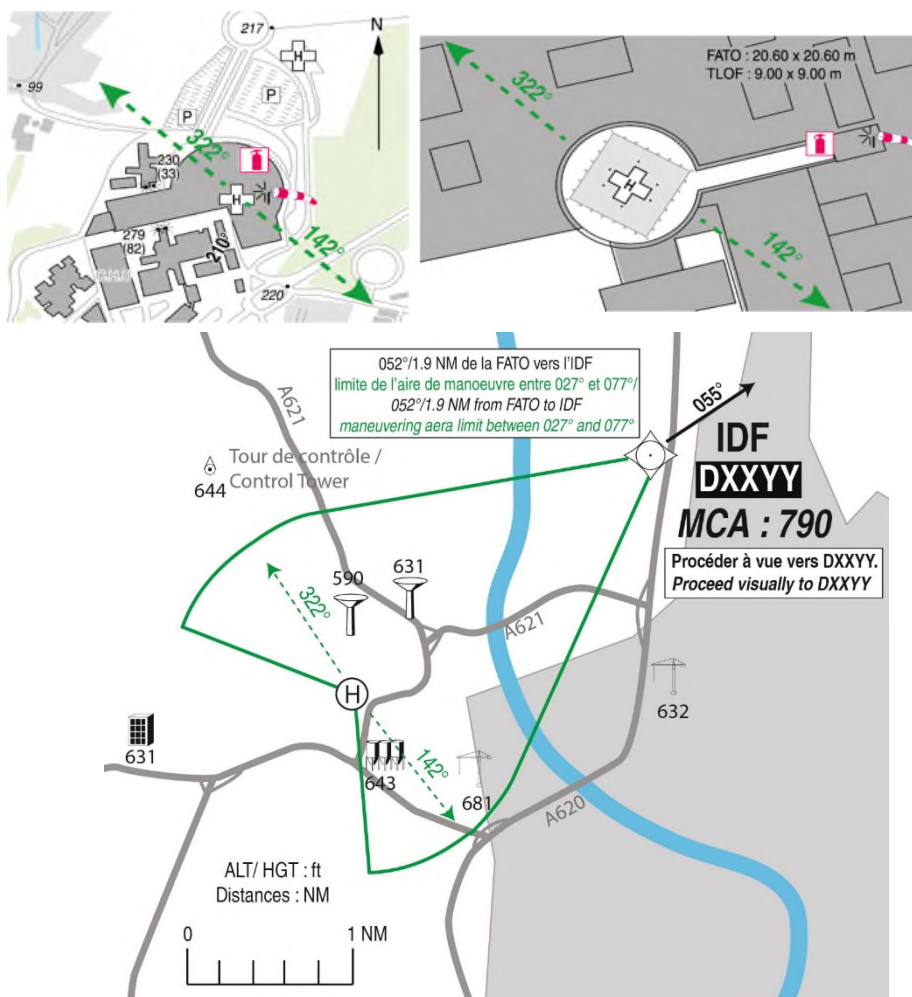 217
N
H
99
P
P
322°
230
(33)
H
279
(82)
210°
142°
C.H.U
220
FATO : 20.60 x 20.60 m
TLOF : 9.00 x 9.00 m
322°
H
142°
052°/1.9 NM de la FATO vers l'IDF
limite de l'aire de manoeuvre entre 027° et 077°/
052°/1.9 NM from FATO to IDF
maneuvering aera limit between 027° and 077°
A621
055°
IDF
DXXYY
MCA : 790
Tour de contrôle /
Control Tower
644
Procéder à vue vers DXXYY.
Proceed visually to DXXYY
590
631
322°
A621
H
632
631
643
142°
681
A620
ALT/ HGT : ft
Distances : NM
0
1 NM